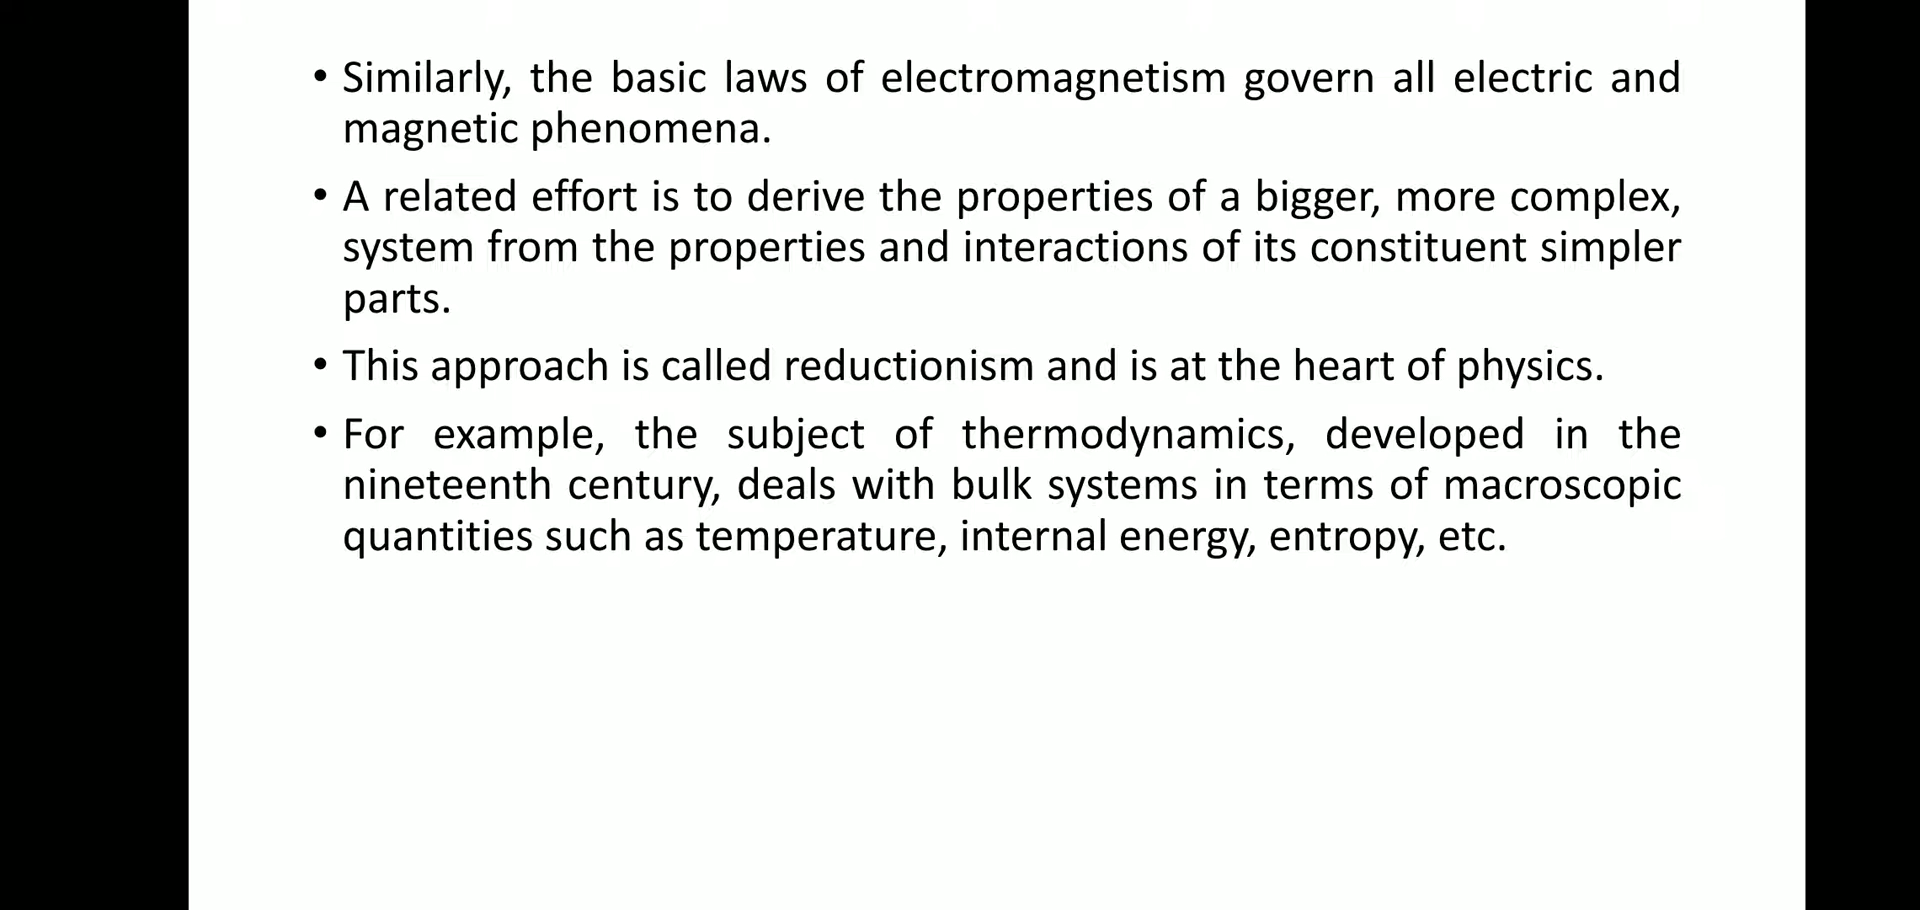 • Similarly, the basic laws of electromagnetism govern all electric and
magnetic phenomena.
• A related effort is to derive the properties of a bigger, more complex,
system from the properties and interactions of its constituent simpler
parts.
• This approach is called reductionism and is at the heart of physics.
• For example, the subject of thermodynamics, developed in the
nineteenth century, deals with bulk systems in terms of macroscopic
quantities such as temperature, internal energy, entropy, etc.